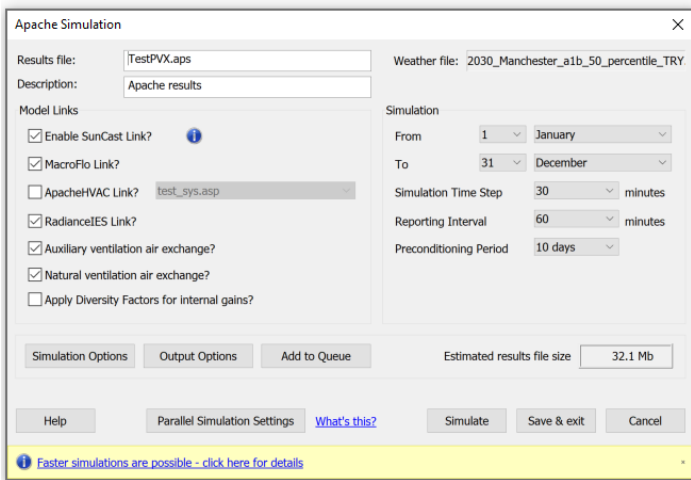 Apache Simulation
Results file: TestPVX.aps
Weather file: 2030_Manchester_a1b_50_percentile_TRY.
Description: Apache results
Model Links
Enable SunCast Link?
MacroFlo Link?
ApacheHVAC Link? test_sys.asp
RadianceIES Link?
Auxiliary ventilation air exchange?
Natural ventilation air exchange?
Apply Diversity Factors for internal gains?
Simulation
From 1 January
To 31 December
Simulation Time Step 30 minutes
Reporting Interval 60 minutes
Preconditioning Period 10 days
Simulation Options Output Options Add to Queue Estimated results file size 32.1 Mb
Help Parallel Simulation Settings What's this? Simulate Save & exit Cancel
Faster simulations are possible - click here for details